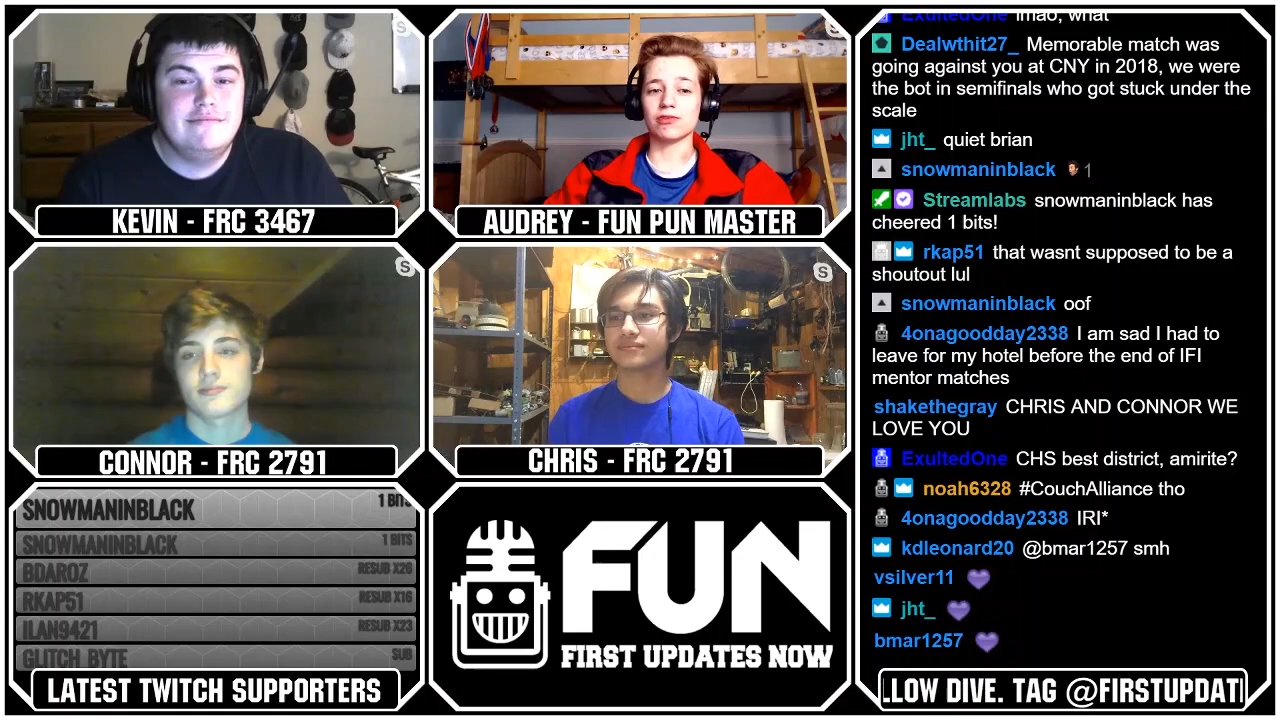 KEVIN - FRC 3467
AUDREY - FUN PUN MASTER
CONNOR - FRC 2791
CHRIS - FRC 2791
SNOWMANINBLACK 1 BITS
SNOWMANINBLACK 1 BITS
BDAROZ RESUB X26
RKAP51 RESUB X16
ILAN9421 RESUB X23
GLITCH_BYTE SUB
LATEST TWITCH SUPPORTERS
FUN
FIRST UPDATES NOW
ExultedOne lmao, what
Dealwthit27_ Memorable match was
going against you at CNY in 2018, we were
the bot in semifinals who got stuck under the
scale
jht_ quiet brian
snowmaninblack 1
Streamlabs snowmaninblack has
cheered 1 bits!
rkap51 that wasnt supposed to be a
shoutout lul
snowmaninblack oof
4onagoodday2338 I am sad I had to
leave for my hotel before the end of IFI
mentor matches
shakethegray CHRIS AND CONNOR WE
LOVE YOU
ExultedOne CHS best district, amirite?
noah6328 #CouchAlliance tho
4onagoodday2338 IRI*
kdleonard20 @bmar1257 smh
vsilver11
jht_
bmar1257
LLOW DIVE. TAG @FIRSTUPDAT